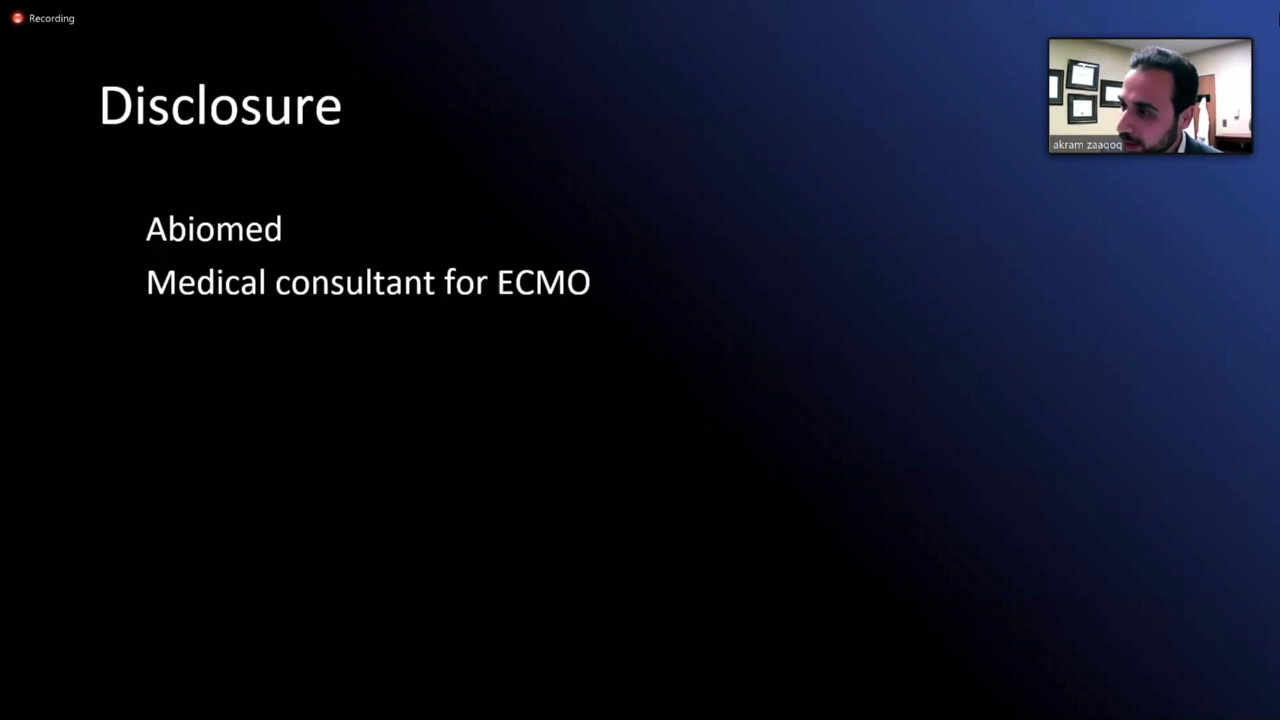 Recording
Disclosure
akram zaaqoq
Abiomed
Medical consultant for ECMO